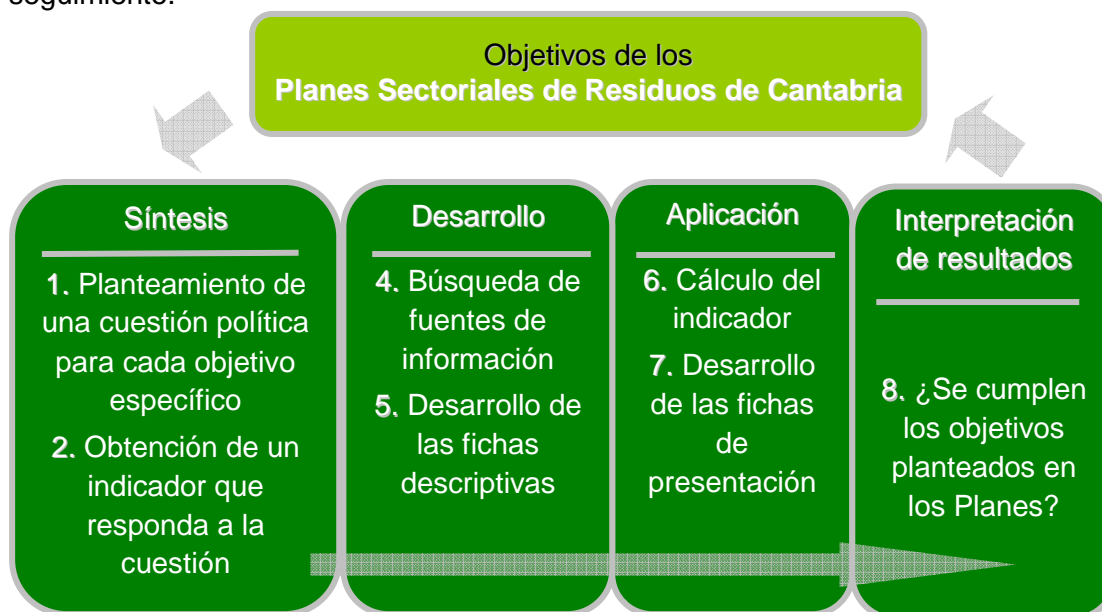 seguimiento.
Objetivos de los
Planes Sectoriales de Residuos de Cantabria
Síntesis
1. Planteamiento de
una cuestión política
para cada objetivo
específico
2. Obtención de un
indicador que
responda a la
cuestión
Desarrollo
4. Búsqueda de
fuentes de
información
5. Desarrollo de
las fichas
descriptivas
Aplicación
6. Cálculo del
indicador
7. Desarrollo
de las fichas
de
presentación
Interpretación
de resultados
8. ¿Se cumplen
los objetivos
planteados en
los Planes?